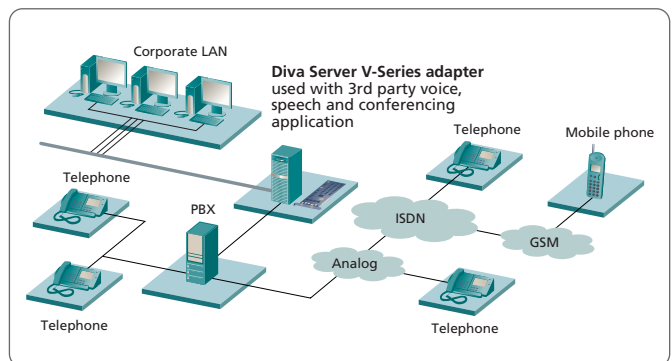 Corporate LAN
Diva Server V-Series adapter
used with 3rd party voice,
speech and conferencing
application
Telephone
Mobile phone
Telephone
PBX
ISDN
GSM
Analog
Telephone
Telephone